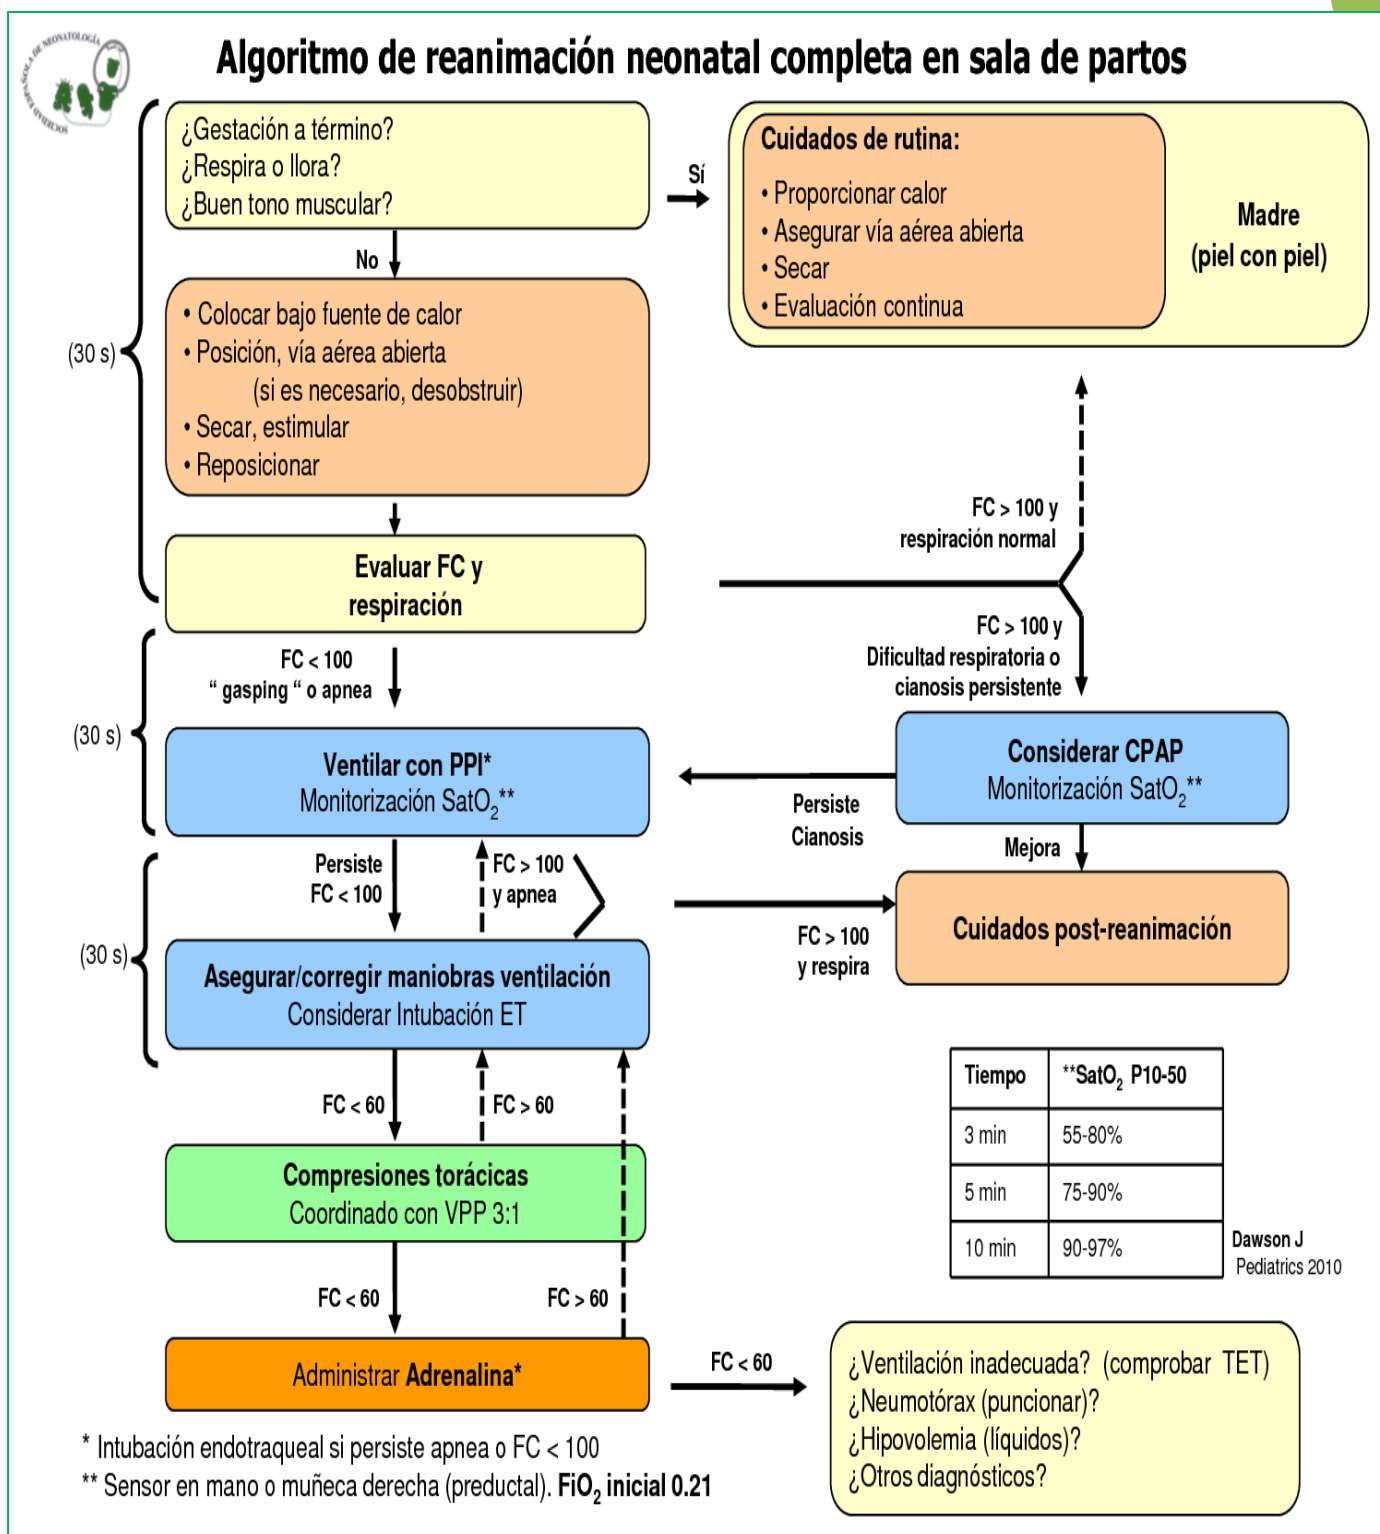 SOCIEDAD ESPAÑOLA DE NEONATOLOGÍA
Algoritmo de reanimación neonatal completa en sala de partos
¿Gestación a término?
¿Respira o llora?
¿Buen tono muscular?
Sí
Cuidados de rutina:
• Proporcionar calor
• Asegurar vía aérea abierta
• Secar
• Evaluación continua
Madre
(piel con piel)
No
(30 s)
• Colocar bajo fuente de calor
• Posición, vía aérea abierta
(si es necesario, desobstruir)
• Secar, estimular
• Reposicionar
Evaluar FC y
respiración
FC > 100 y
respiración normal
FC > 100 y
Dificultad respiratoria o
cianosis persistente
FC < 100
“ gasping “ o apnea
(30 s)
Ventilar con PPI*
Monitorización SatO₂**
Considerar CPAP
Monitorización SatO₂**
Persiste
Cianosis
Mejora
Persiste
FC < 100
FC > 100
y apnea
FC > 100
y respira
Cuidados post-reanimación
(30 s)
Asegurar/corregir maniobras ventilación
Considerar Intubación ET
FC < 60
FC > 60
Compresiones torácicas
Coordinado con VPP 3:1
FC < 60
FC > 60
Administrar Adrenalina*
FC < 60
Tiempo **SatO₂ P10-50
3 min 55-80%
5 min 75-90%
10 min 90-97%
Dawson J
Pediatrics 2010
¿Ventilación inadecuada? (comprobar TET)
¿Neumotórax (puncionar)?
¿Hipovolemia (líquidos)?
¿Otros diagnósticos?
* Intubación endotraqueal si persiste apnea o FC < 100
** Sensor en mano o muñeca derecha (preductal). FiO₂ inicial 0.21